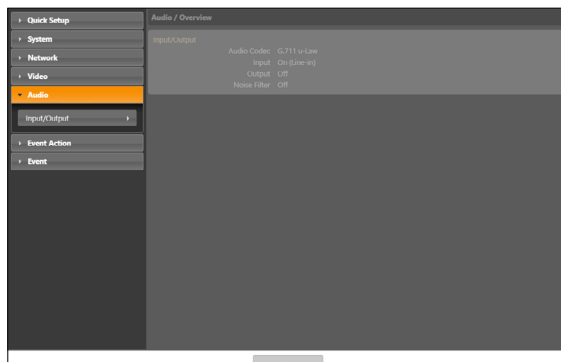 Quick Setup
System
Network
Video
Audio
Input/Output
Event Action
Event
Audio / Overview
Input/Output
Audio Codec G.711 u-Law
Input On (Line-in)
Output Off
Noise Filter Off